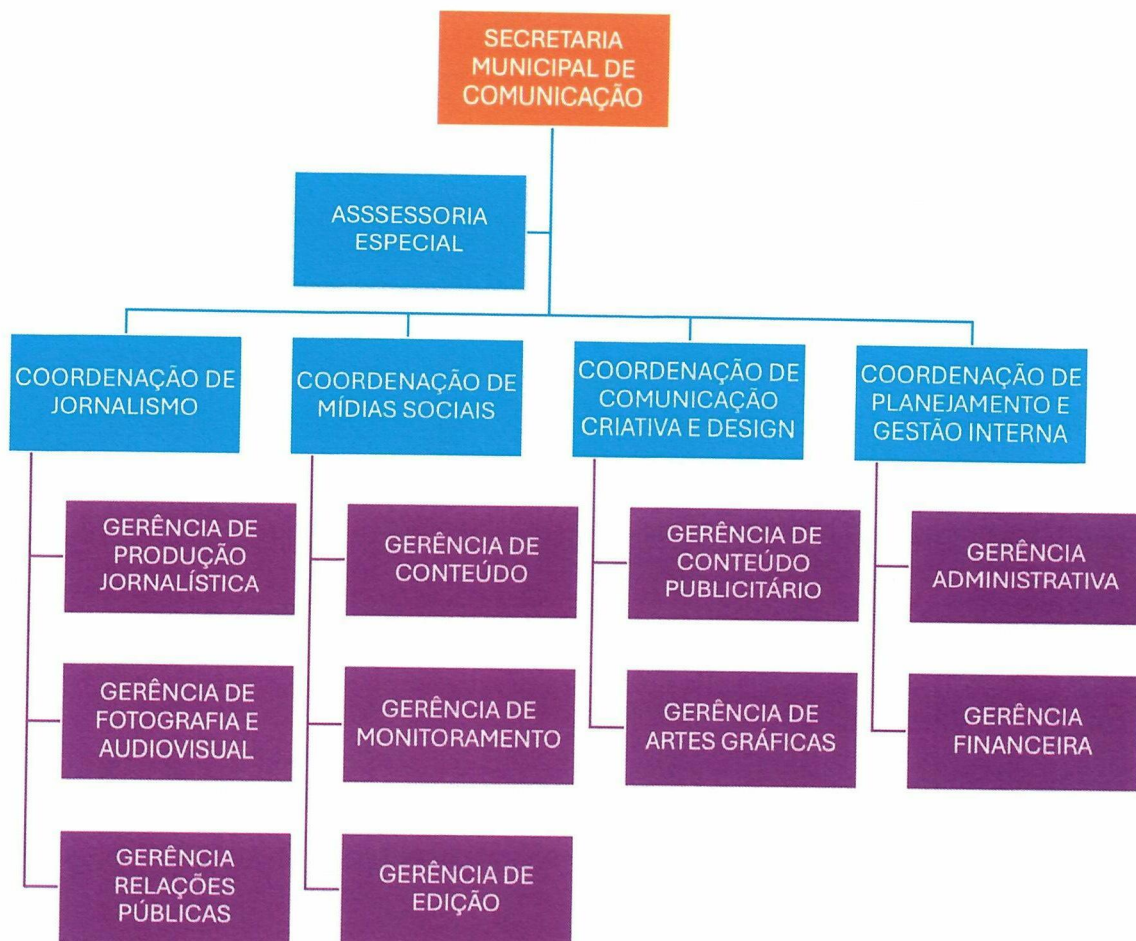 SECRETARIA
MUNICIPAL DE
COMUNICAÇÃO
ASSSESSORIA
ESPECIAL
COORDENAÇÃO DE
JORNALISMO
COORDENAÇÃO DE
MÍDIAS SOCIAIS
COORDENAÇÃO DE
COMUNICAÇÃO
CRIATIVA E DESIGN
COORDENAÇÃO DE
PLANEJAMENTO E
GESTÃO INTERNA
GERÊNCIA DE
PRODUÇÃO
JORNALÍSTICA
GERÊNCIA DE
CONTEÚDO
GERÊNCIA DE
CONTEÚDO
PUBLICITÁRIO
GERÊNCIA
ADMINISTRATIVA
GERÊNCIA DE
FOTOGRAFIA E
AUDIOVISUAL
GERÊNCIA DE
MONITORAMENTO
GERÊNCIA DE
ARTES GRÁFICAS
GERÊNCIA
FINANCEIRA
GERÊNCIA
RELAÇÕES
PÚBLICAS
GERÊNCIA DE
EDIÇÃO